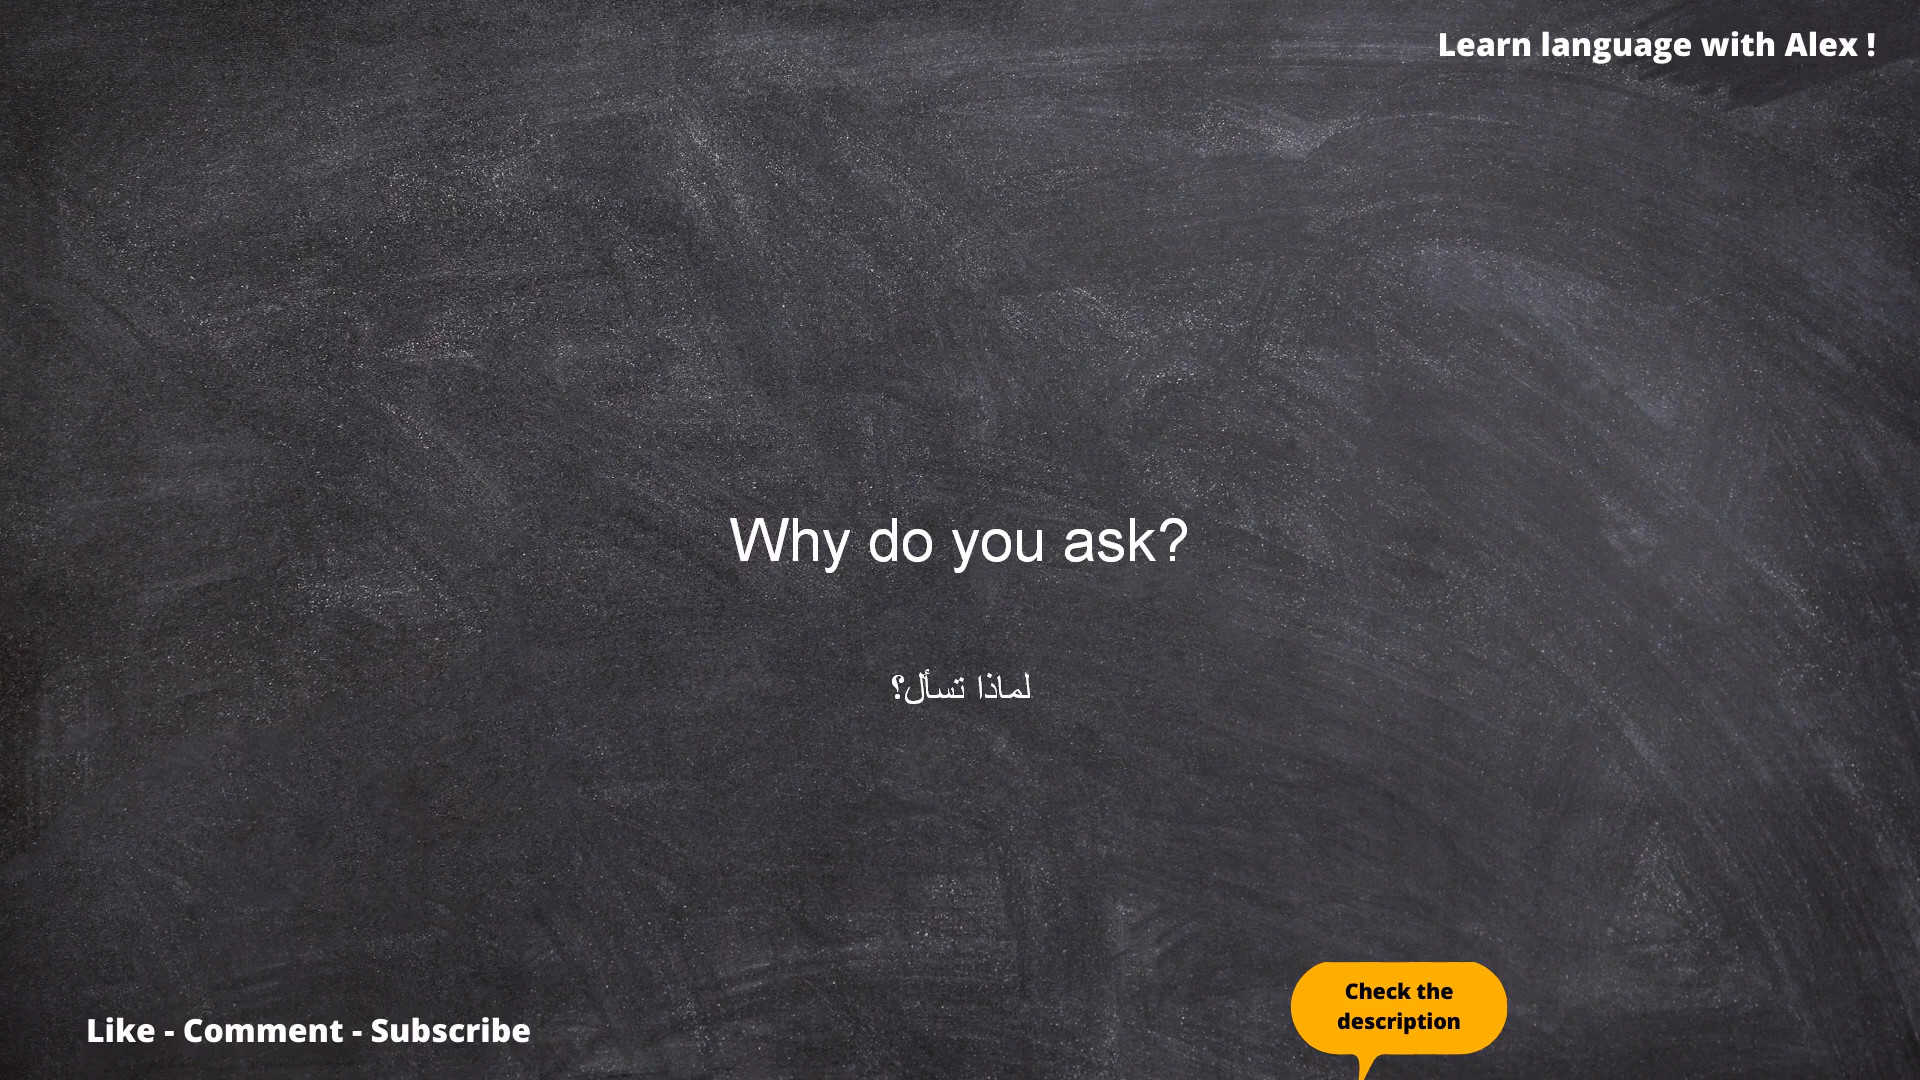 Learn language with Alex !
Why do you ask?
لماذا تسأل؟
Check the
description
Like - Comment - Subscribe